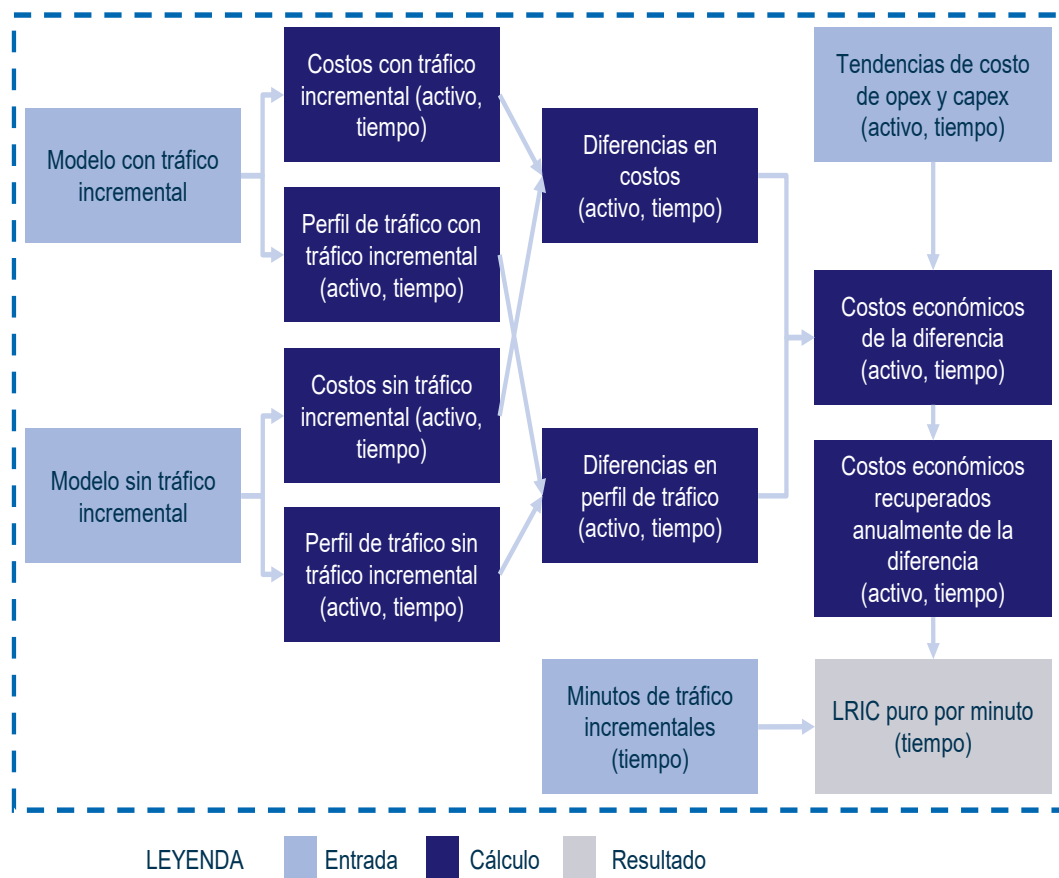 Modelo con tráfico
incremental
Modelo sin tráfico
incremental
Costos con tráfico
incremental (activo,
tiempo)
Perfil de tráfico con
tráfico incremental
(activo, tiempo)
Costos sin tráfico
incremental (activo,
tiempo)
Perfil de tráfico sin
tráfico incremental
(activo, tiempo)
Diferencias en
costos
(activo, tiempo)
Diferencias en
perfil de tráfico
(activo, tiempo)
Minutos de tráfico
incrementales
(tiempo)
Tendencias de costo
de opex y capex
(activo, tiempo)
Costos económicos
de la diferencia
(activo, tiempo)
Costos económicos
recuperados
anualmente de la
diferencia
(activo, tiempo)
LRIC puro por minuto
(tiempo)
LEYENDA Entrada Cálculo Resultado